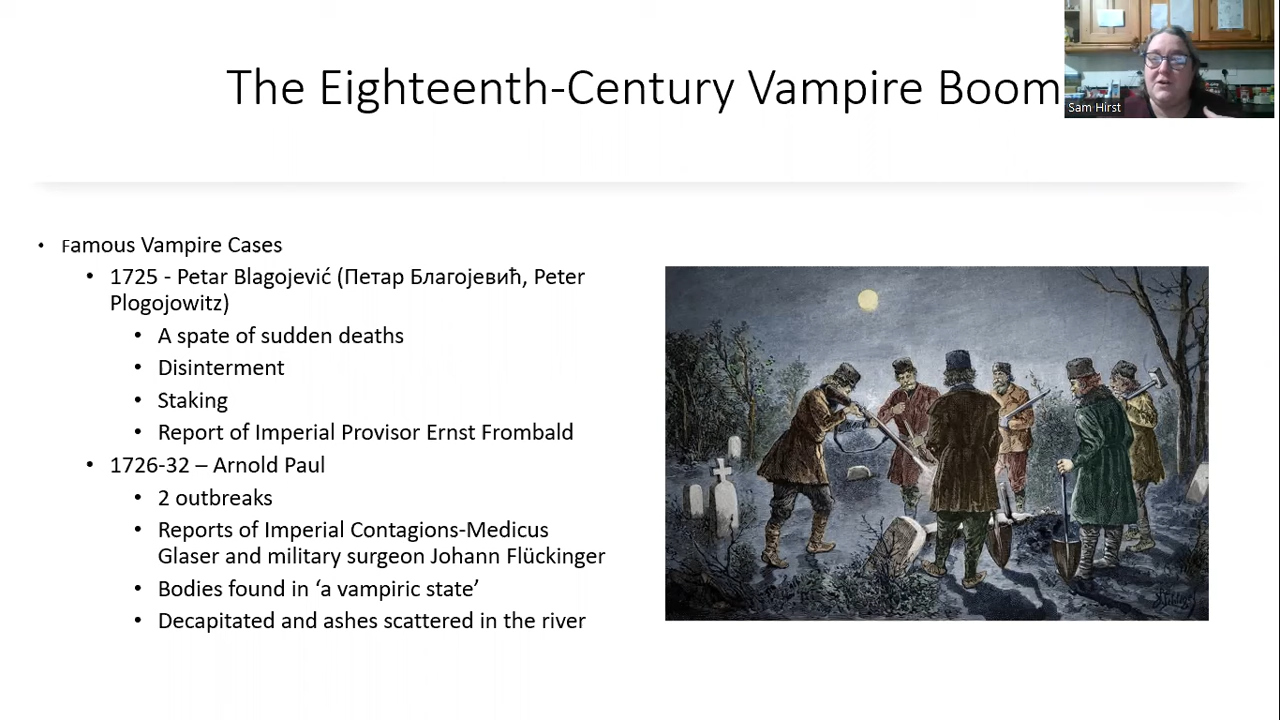 The Eighteenth-Century Vampire Boom
Sam Hirst
• Famous Vampire Cases
• 1725 - Petar Blagojević (Петар Благојевић, Peter
Plogojowitz)
• A spate of sudden deaths
• Disinterment
• Staking
• Report of Imperial Provisor Ernst Frombald
• 1726-32 – Arnold Paul
• 2 outbreaks
• Reports of Imperial Contagions-Medicus
Glaser and military surgeon Johann Flückinger
• Bodies found in ‘a vampiric state’
• Decapitated and ashes scattered in the river